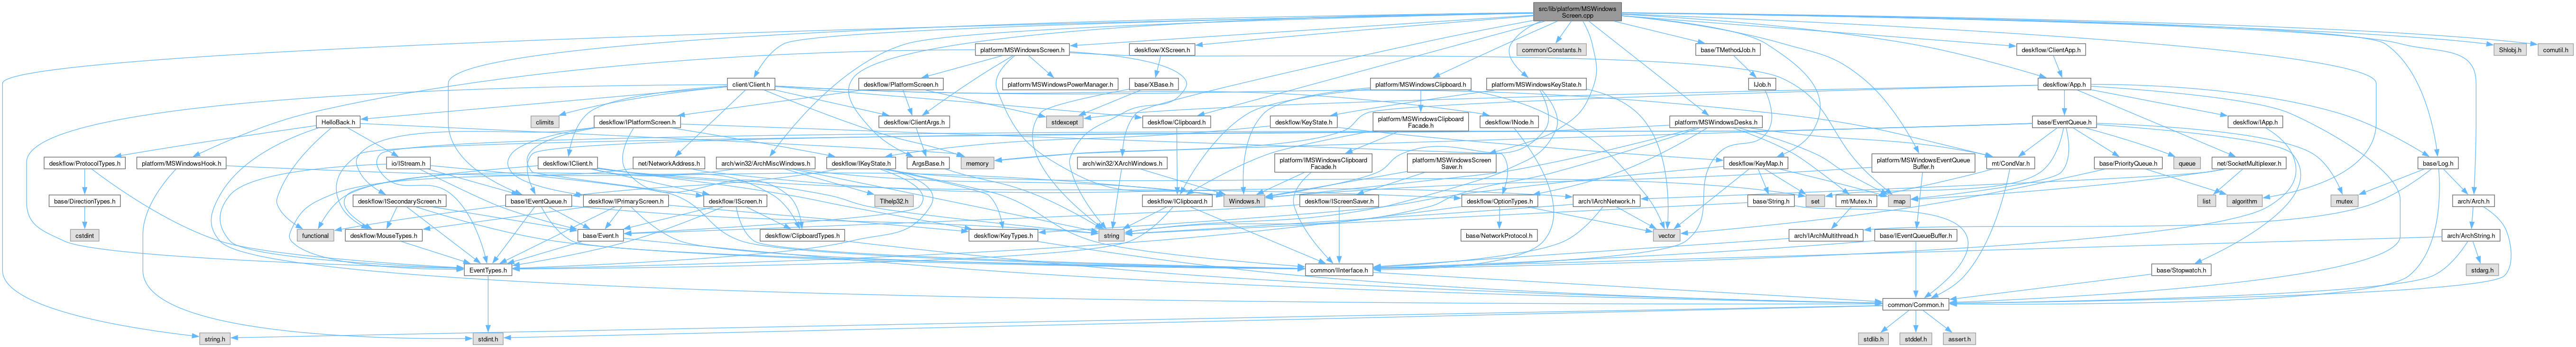 src/lib/platform/MSWindows
Screen.cpp
platform/MSWindowsScreen.h
deskflow/XScreen.h
common/Constants.h
base/TMethodJob.h
deskflow/ClientApp.h
Shlobj.h
comutil.h
client/Client.h
deskflow/PlatformScreen.h
platform/MSWindowsPowerManager.h
base/XBase.h
platform/MSWindowsClipboard.h
platform/MSWindowsKeyState.h
IJob.h
deskflow/App.h
HelloBack.h
climits
deskflow/IPlatformScreen.h
deskflow/ClientArgs.h
stdexcept
deskflow/Clipboard.h
platform/MSWindowsClipboard
Facade.h
deskflow/KeyState.h
deskflow/INode.h
platform/MSWindowsDesks.h
base/EventQueue.h
deskflow/IApp.h
deskflow/ProtocolTypes.h
platform/MSWindowsHook.h
io/IStream.h
deskflow/IClient.h
net/NetworkAddress.h
arch/win32/ArchMiscWindows.h
deskflow/IKeyState.h
ArgsBase.h
memory
arch/win32/XArchWindows.h
platform/IMSWindowsClipboard
Facade.h
platform/MSWindowsScreen
Saver.h
deskflow/KeyMap.h
platform/MSWindowsEventQueue
Buffer.h
mt/CondVar.h
base/PriorityQueue.h
queue
net/SocketMultiplexer.h
base/Log.h
base/DirectionTypes.h
deskflow/ISecondaryScreen.h
base/IEventQueue.h
deskflow/IPrimaryScreen.h
deskflow/IScreen.h
Tlhelp32.h
deskflow/IClipboard.h
Windows.h
deskflow/IScreenSaver.h
deskflow/OptionTypes.h
arch/IArchNetwork.h
set
base/String.h
mt/Mutex.h
map
list
algorithm
mutex
arch/Arch.h
cstdint
functional
deskflow/MouseTypes.h
base/Event.h
deskflow/ClipboardTypes.h
deskflow/KeyTypes.h
string
base/NetworkProtocol.h
vector
arch/IArchMultithread.h
base/IEventQueueBuffer.h
arch/ArchString.h
EventTypes.h
common/IInterface.h
base/Stopwatch.h
stdarg.h
common/Common.h
string.h
stdint.h
stdlib.h
stddef.h
assert.h